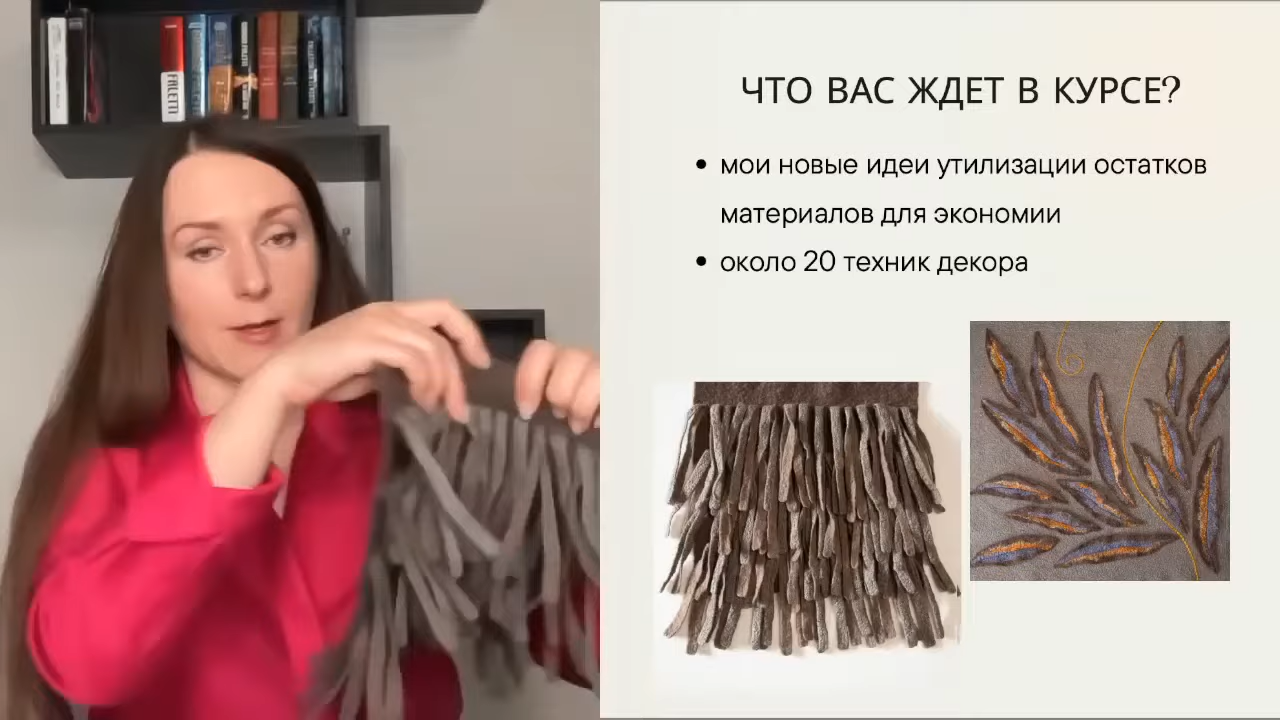 FALETTI
ЧТО ВАС ЖДЕТ В КУРСЕ?
• мои новые идеи утилизации остатков
материалов для экономии
• около 20 техник декора